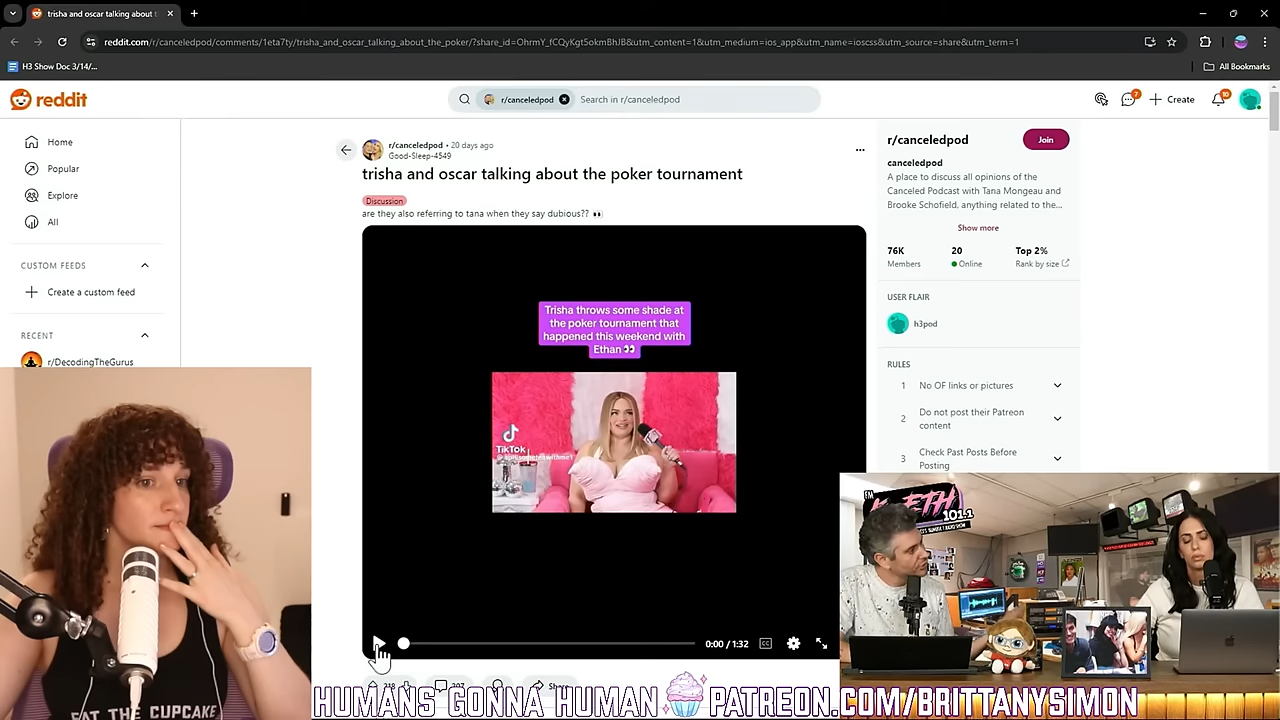 trisha and oscar talking about t
reddit.com/r/canceledpod/comments/1eta7ty/trisha_and_oscar_talking_about_the_poker/?share_id=OhrmY_fCQyKgt5okmBhJB&utm_content=1&utm_medium=ios_app&utm_name=ioscss&utm_source=share&utm_term=1
H3 Show Doc 3/14/...
All Bookmarks
reddit
r/canceledpod
Search in r/canceledpod
7
Create
10
Home
Popular
Explore
All
CUSTOM FEEDS
Create a custom feed
RECENT
r/DecodingTheGurus
r/canceledpod • 20 days ago
Good-Sleep-4549
trisha and oscar talking about the poker tournament
Discussion
are they also referring to tana when they say dubious?? 👀
Trisha throws some shade at
the poker tournament that
happened this weekend with
Ethan 👀
TikTok
0:00 / 1:32
CC
r/canceledpod
Join
canceledpod
A place to discuss all opinions of the
Canceled Podcast with Tana Mongeau and
Brooke Schofield, anything related to the...
Show more
76K
20
Top 2%
Members
Online
Rank by size
USER FLAIR
h3pod
RULES
1 No OF links or pictures
2 Do not post their Patreon
content
3 Check Past Posts Before
Posting
101.1
EAT THE CUPCAKE
HUMANS GONNA HUMAN PATREON.COM/BRITTANYSIMON